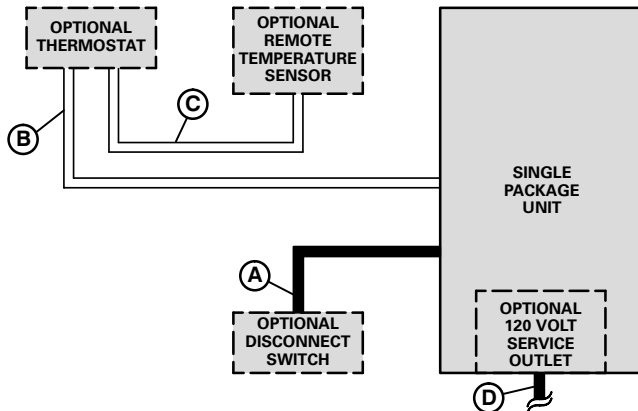 OPTIONAL
THERMOSTAT
OPTIONAL
REMOTE
TEMPERATURE
SENSOR
B
C
SINGLE
PACKAGE
UNIT
A
OPTIONAL
DISCONNECT
SWITCH
OPTIONAL
120 VOLT
SERVICE
OUTLET
D